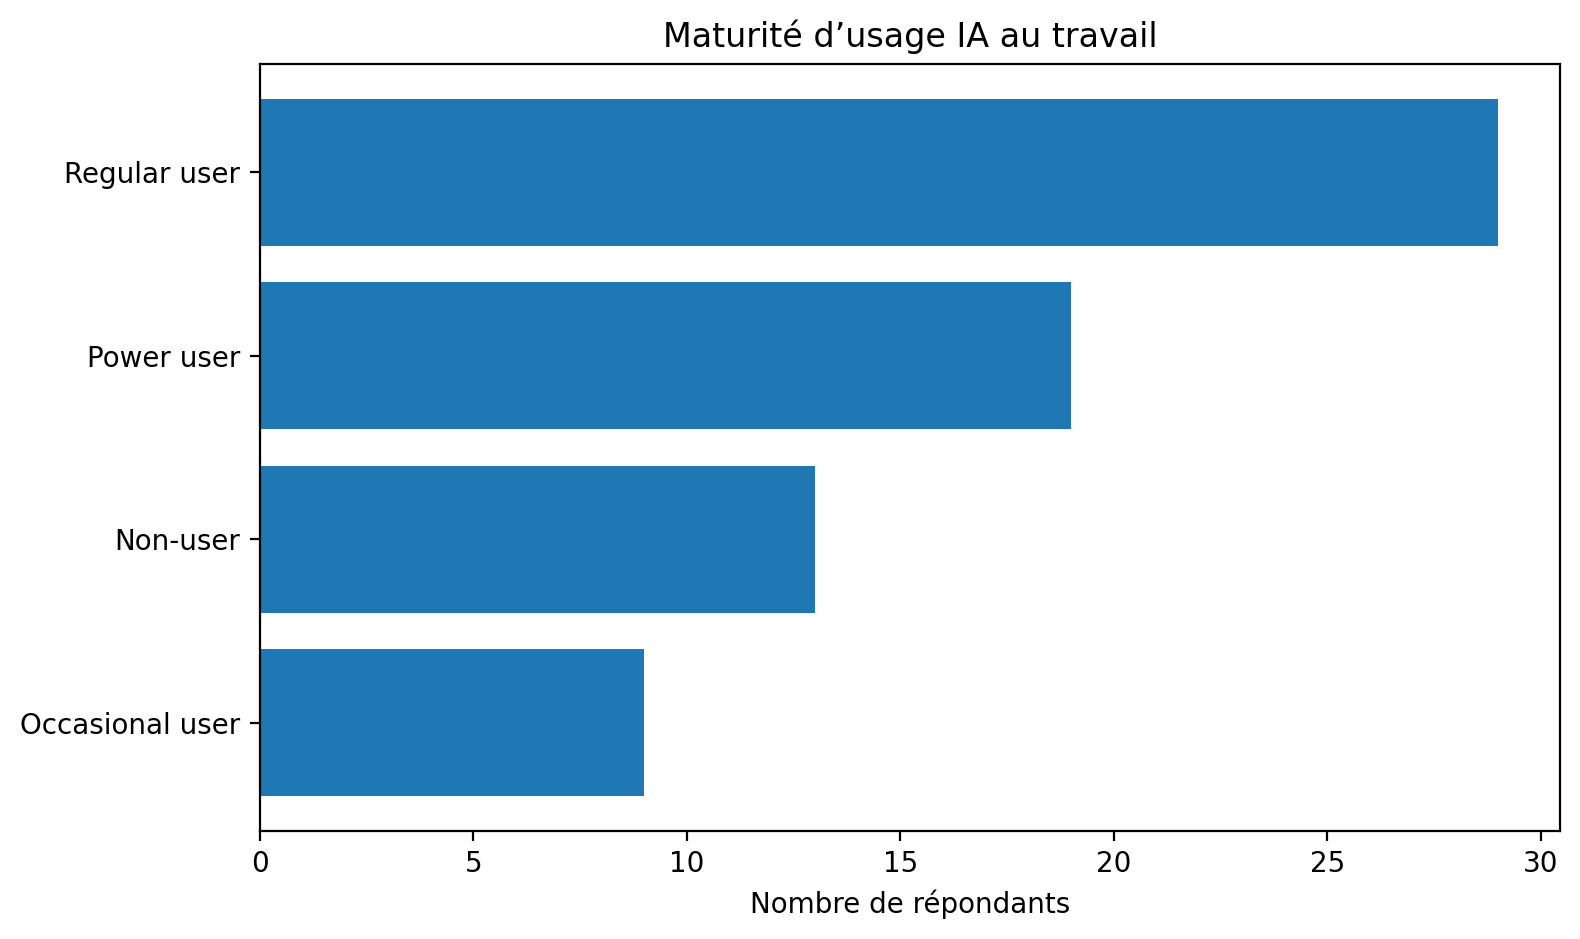 Maturité d’usage IA au travail
Regular user
Power user
Non-user
Occasional user
0 5 10 15 20 25 30
Nombre de répondants